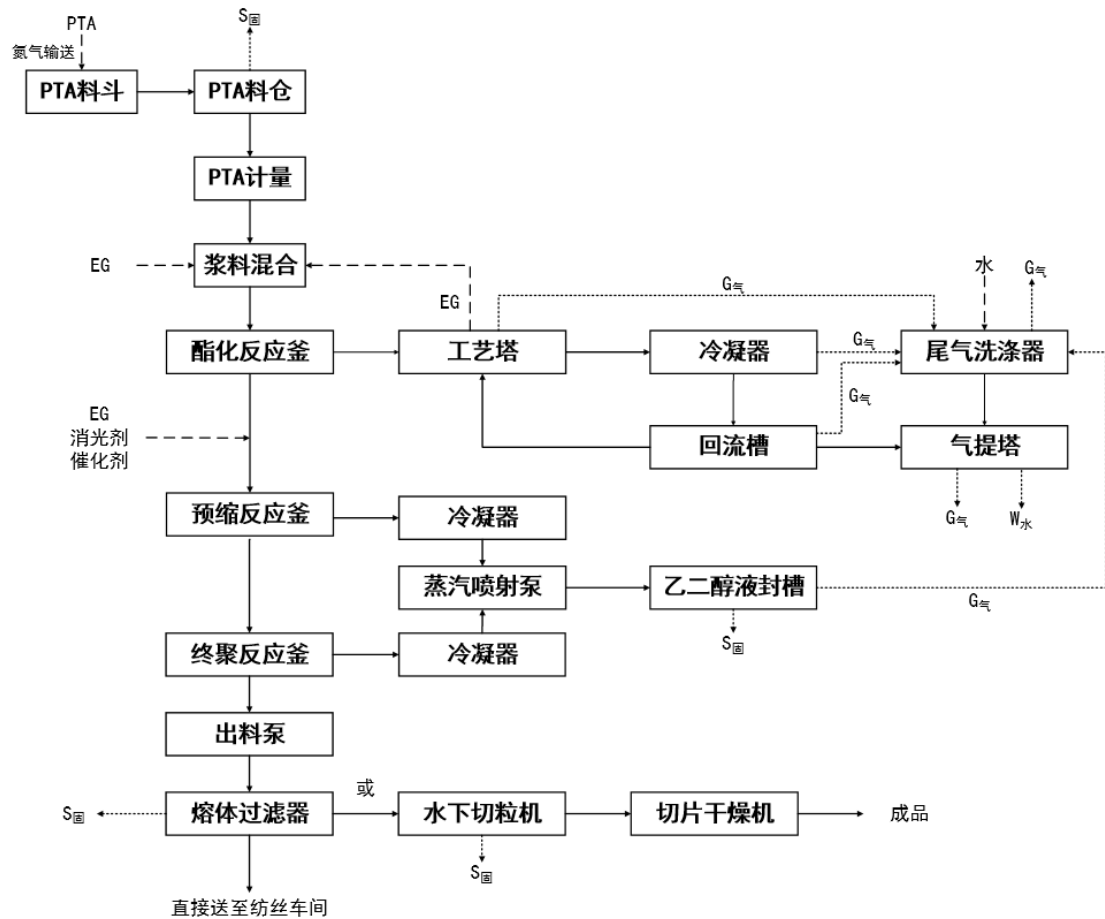 PTA
S固
氮气输送
PTA料斗
PTA料仓
PTA计量
EG
浆料混合
EG
G气
水
G气
酯化反应釜
工艺塔
冷凝器
G气
尾气洗涤器
G气
EG
消光剂
催化剂
回流槽
气提塔
预缩反应釜
冷凝器
G气
W水
蒸汽喷射泵
乙二醇液封槽
G气
终聚反应釜
冷凝器
S固
出料泵
或
S固
熔体过滤器
水下切粒机
切片干燥机
成品
S固
直接送至纺丝车间